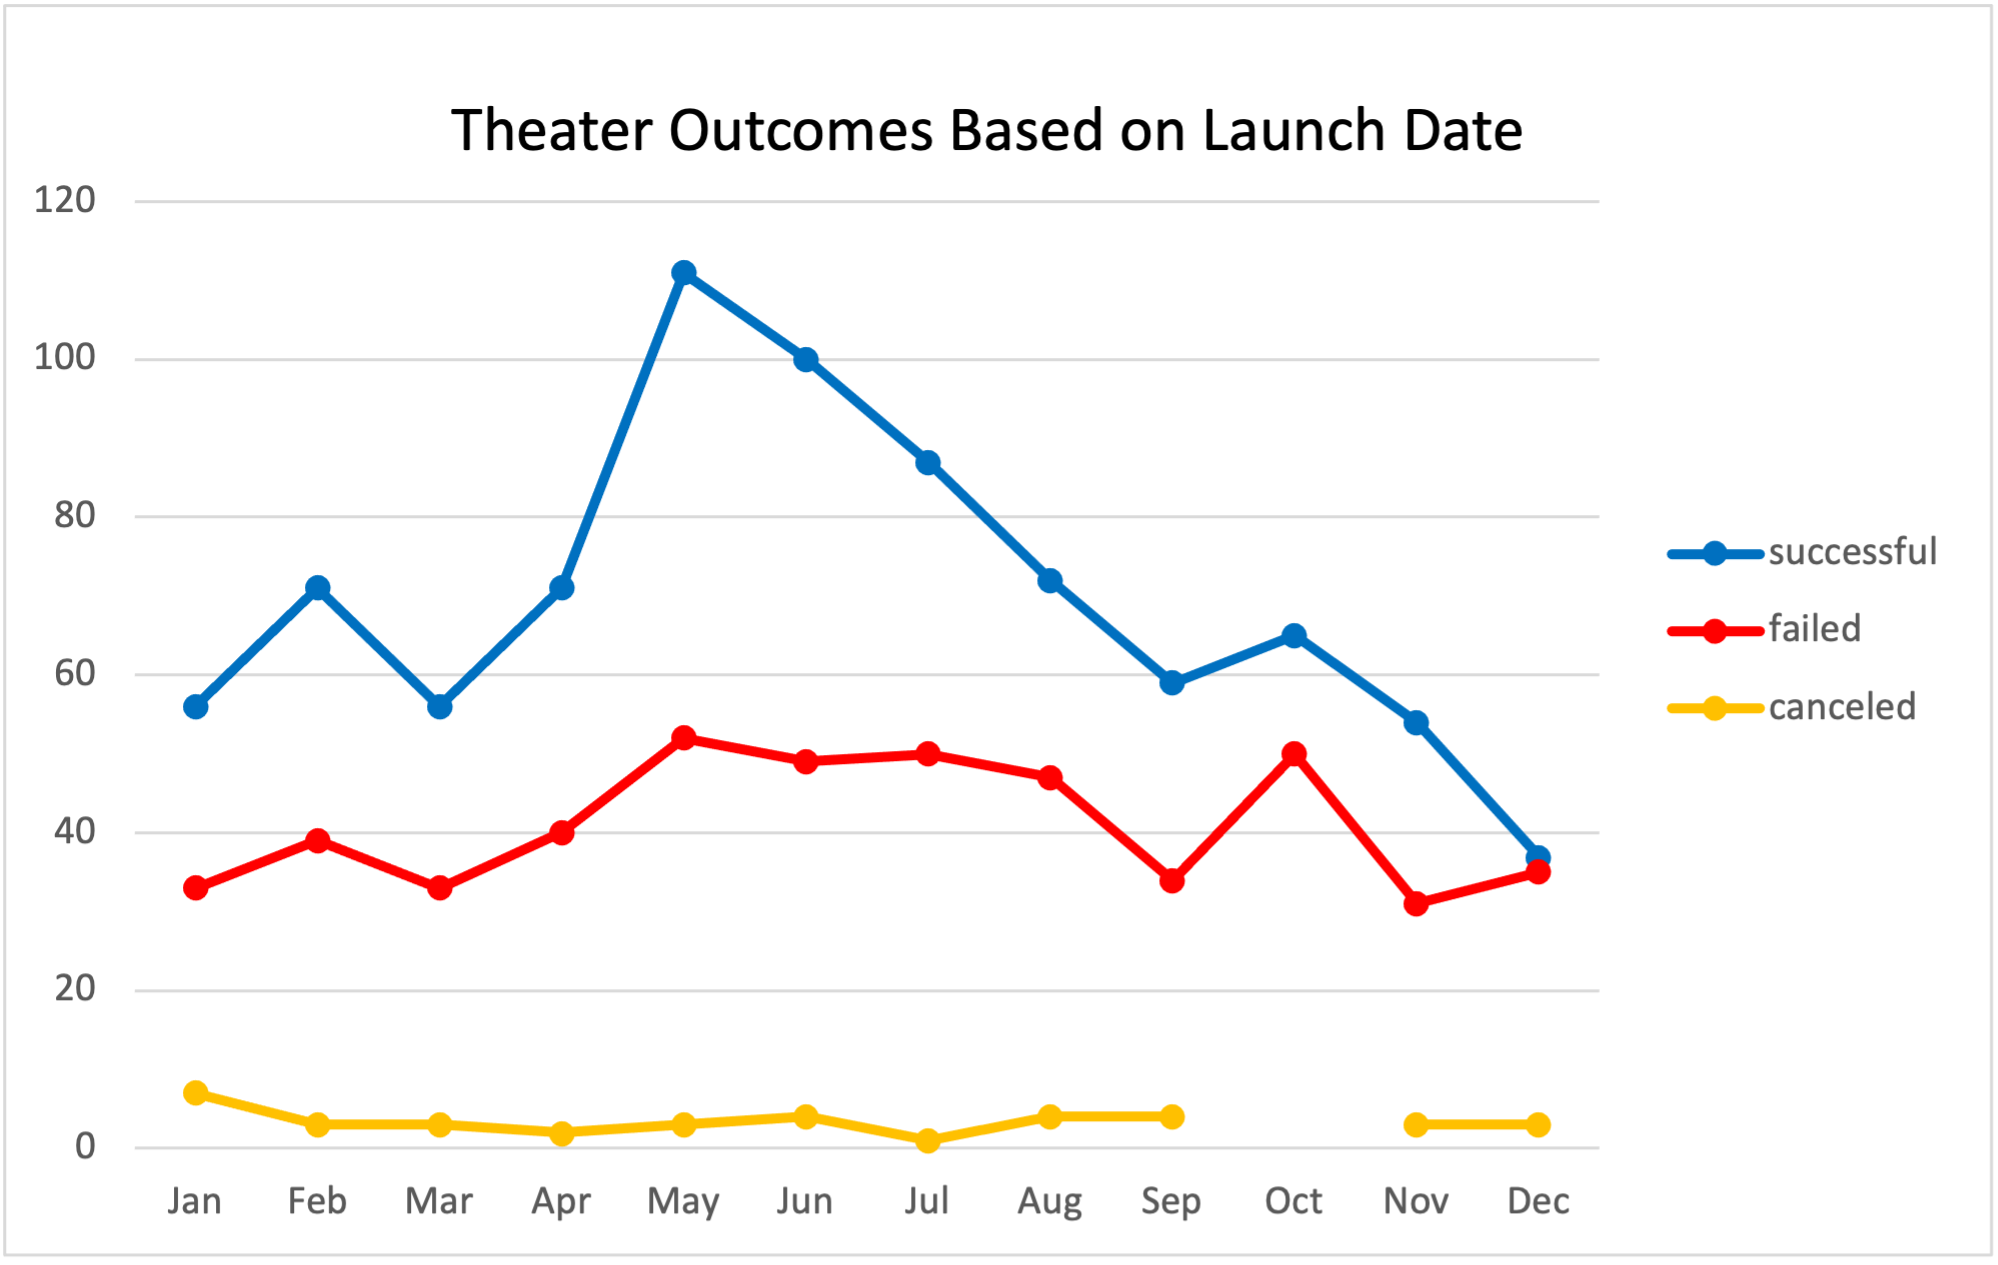 Theater Outcomes Based on Launch Date
120
100
80
60
40
20
0
Jan Feb Mar Apr May Jun Jul Aug Sep Oct Nov Dec
successful
failed
canceled